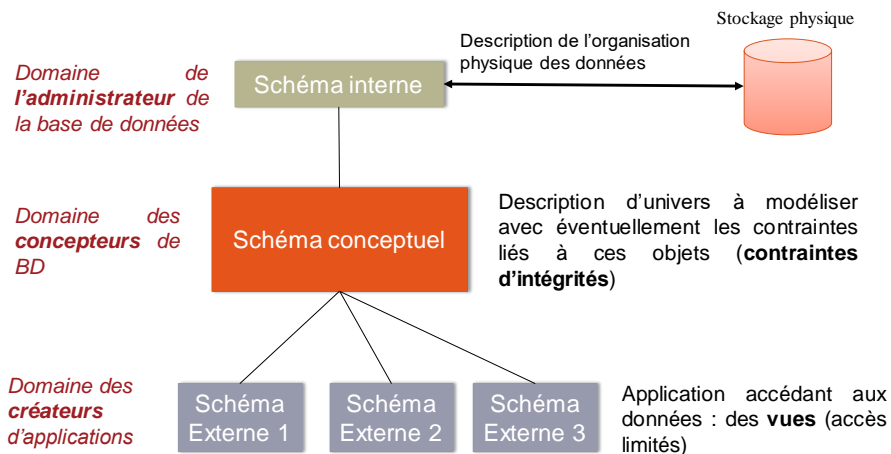 Stockage physique
Description de l'organisation
physique des données
Domaine de
l'administrateur de
la base de données
Schéma interne
Domaine des
concepteurs de
BD
Schéma conceptuel
Description d'univers à modéliser
avec éventuellement les contraintes
liés à ces objets (contraintes
d'intégrités)
Domaine des
créateurs
d'applications
Schéma
Externe 1
Schéma
Externe 2
Schéma
Externe 3
Application accédant aux
données : des vues (accès
limités)